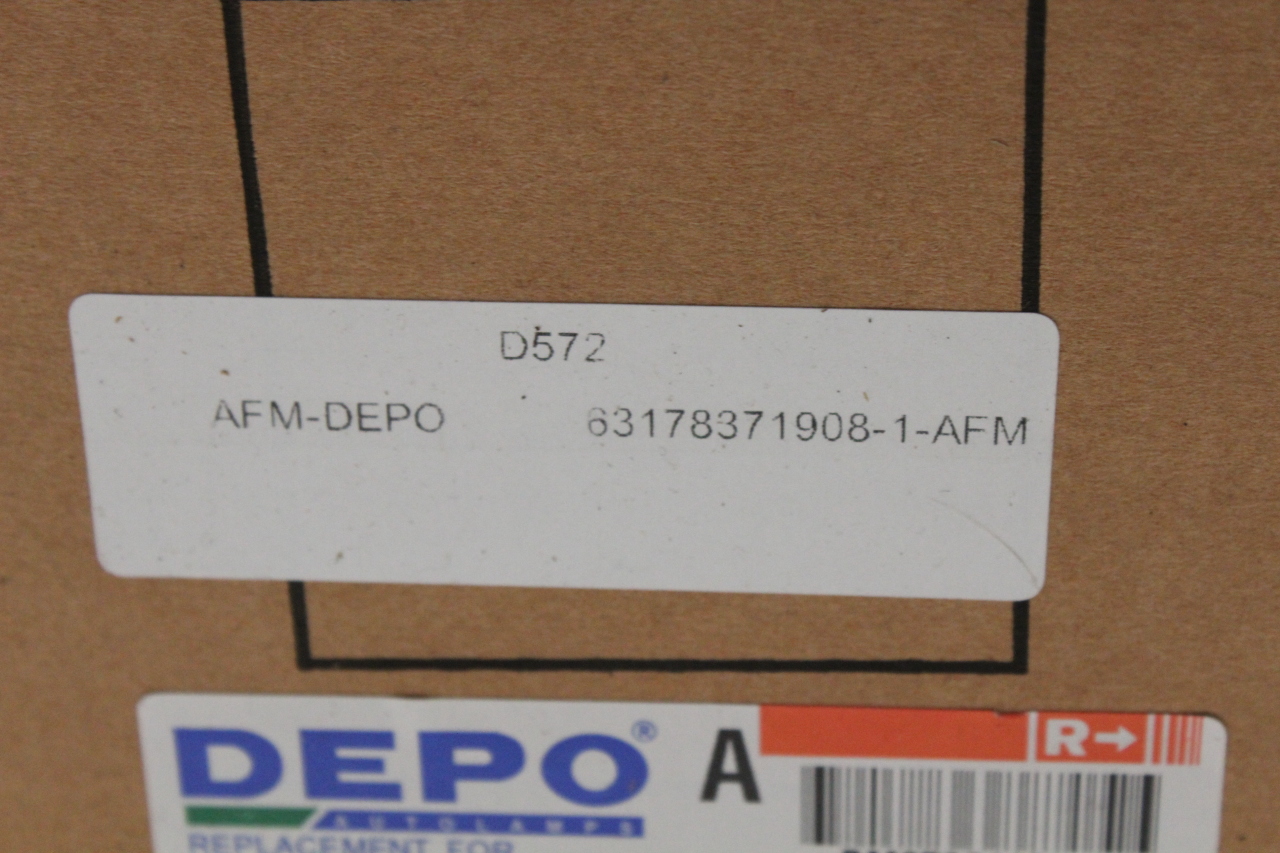 D572
AFM-DEPO 63178371908-1-AFM
DEPO® A R→
AUTOLAMPS
REPLACEMENT FOR